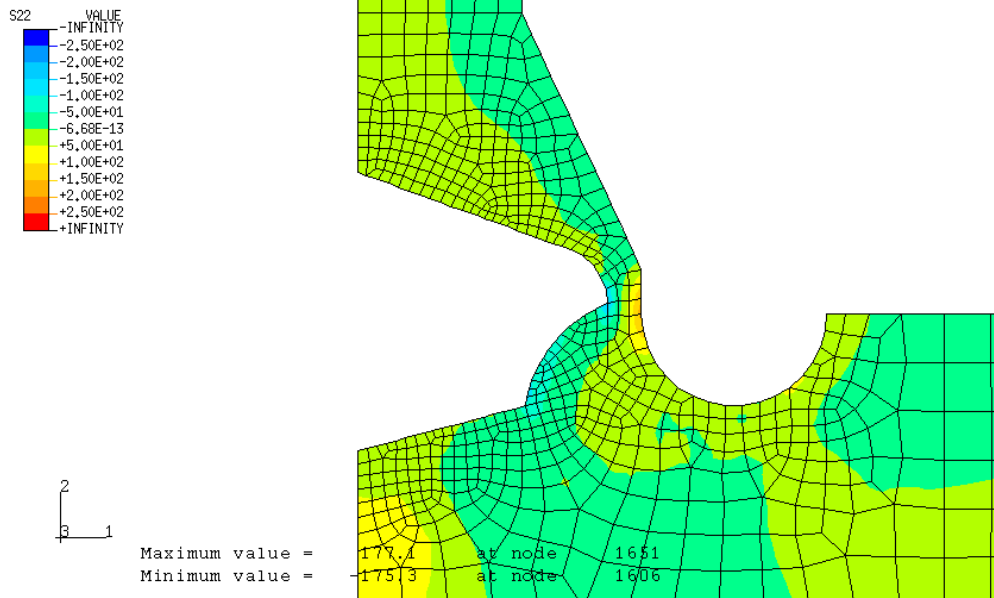 S22 VALUE
-INFINITY
-2.50E+02
-2.00E+02
-1.50E+02
-1.00E+02
-5.00E+01
-6.68E-13
+5.00E+01
+1.00E+02
+1.50E+02
+2.00E+02
+2.50E+02
+INFINITY
2
3 1
Maximum value = 177.1 at node 1651
Minimum value = -175.3 at node 1606